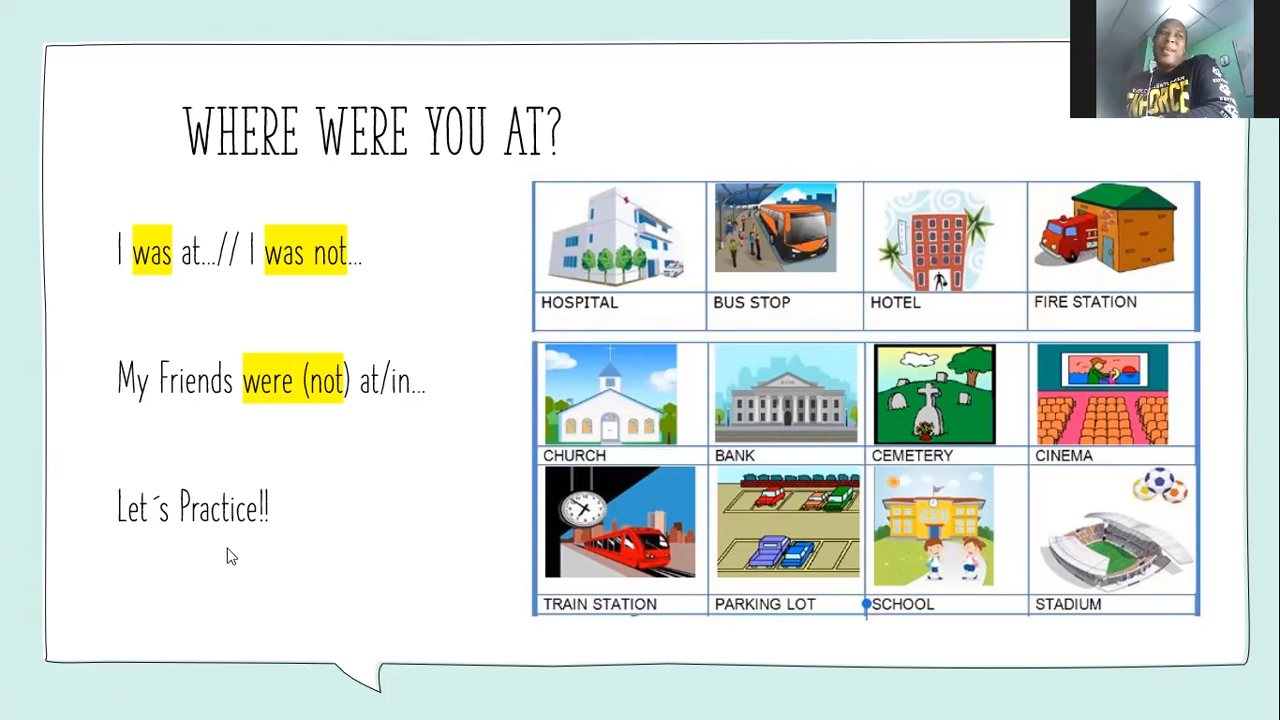 WHERE WERE YOU AT?
I was at...// I was not...
My Friends were (not) at/in...
Let´s Practice!!
HOSPITAL
BUS STOP
HOTEL
FIRE STATION
CHURCH
BANK
CEMETERY
CINEMA
TRAIN STATION
PARKING LOT
SCHOOL
STADIUM